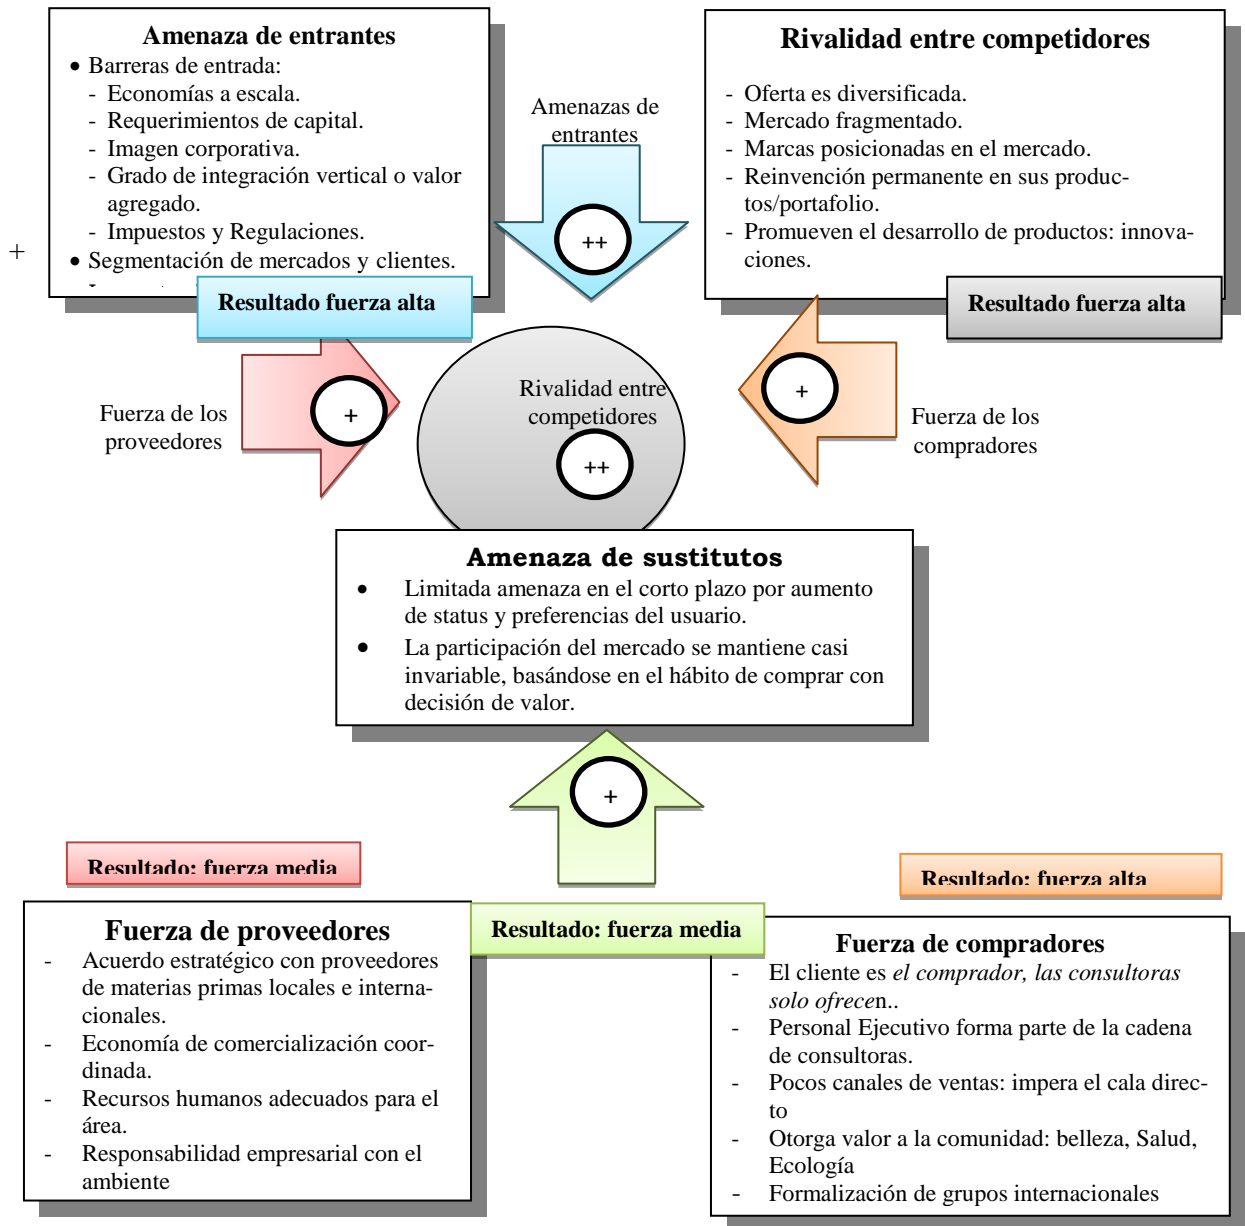 Amenaza de entrantes
• Barreras de entrada:
- Economías a escala.
- Requerimientos de capital.
- Imagen corporativa.
- Grado de integración vertical o valor
agregado.
- Impuestos y Regulaciones.
• Segmentación de mercados y clientes.
Resultado fuerza alta
+
Amenazas de
entrantes
++
Rivalidad entre competidores
- Oferta es diversificada.
- Mercado fragmentado.
- Marcas posicionadas en el mercado.
- Reinvención permanente en sus produc-
tos/portafolio.
- Promueven el desarrollo de productos: innova-
ciones.
Resultado fuerza alta
Fuerza de los
proveedores
+
Rivalidad entre
competidores
++
+
Fuerza de los
compradores
Amenaza de sustitutos
• Limitada amenaza en el corto plazo por aumento
de status y preferencias del usuario.
• La participación del mercado se mantiene casi
invariable, basándose en el hábito de comprar con
decisión de valor.
+
Resultado: fuerza media
Resultado: fuerza media
Resultado: fuerza alta
Fuerza de proveedores
- Acuerdo estratégico con proveedores
de materias primas locales e interna-
cionales.
- Economía de comercialización coor-
dinada.
- Recursos humanos adecuados para el
área.
- Responsabilidad empresarial con el
ambiente
Fuerza de compradores
- El cliente es el comprador, las consultoras
solo ofrecen..
- Personal Ejecutivo forma parte de la cadena
de consultoras.
- Pocos canales de ventas: impera el cala direc-
to
- Otorga valor a la comunidad: belleza, Salud,
Ecología
- Formalización de grupos internacionales